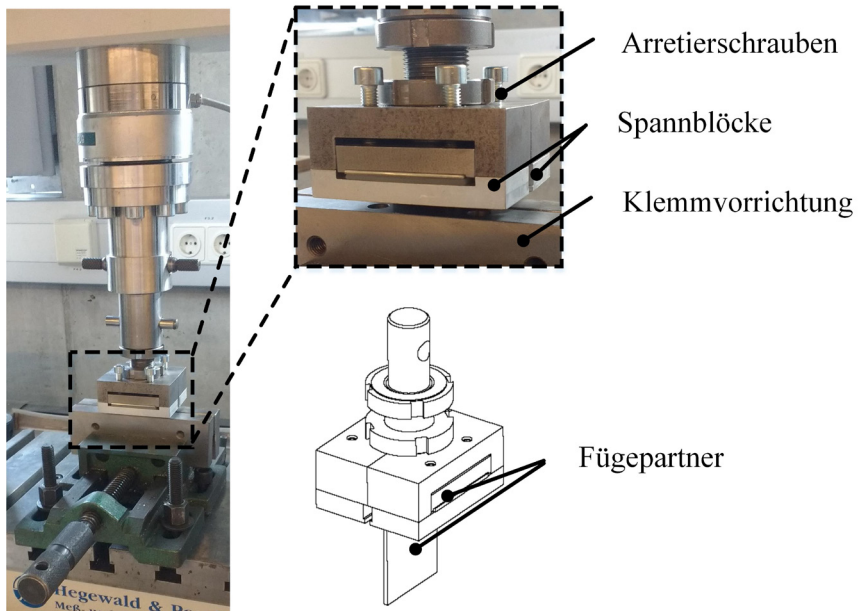 Arretierschrauben
Spannblöcke
Klemmvorrichtung
Fügepartner
Hegewald &